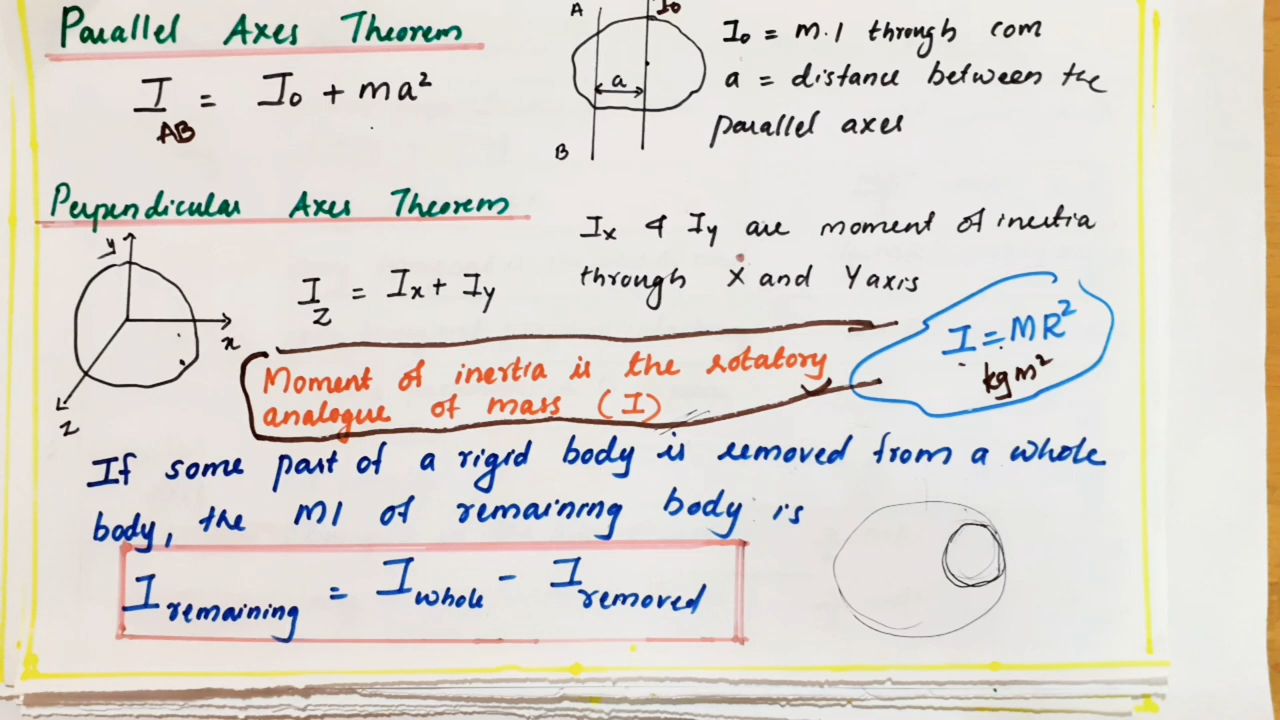 Parallel Axes Theorem
I_AB = I₀ + ma²
A
I₀
a
B
I₀ = M.I through com
a = distance between the
parallel axes
Perpendicular Axes Theorem
y
x
z
I_z = Ix + Iy
Ix & Iy are moment of inertia
through X and Y axis
I = MR²
kgm²
Moment of inertia is the rotatory
analogue of mass (I)
If some part of a rigid body is removed from a whole
body, the MI of remaining body is
I remaining = I whole - I removed